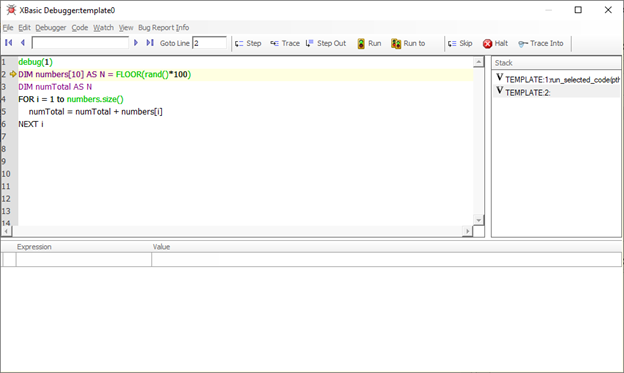 XBasic Debugger:template0
File Edit Debugger Code Watch View Bug Report Info
Goto Line 2 Step Trace Step Out Run Run to Skip Halt Trace Into
1 debug(1)
2 DIM numbers[10] AS N = FLOOR(rand()*100)
3 DIM numTotal AS N
4 FOR i = 1 to numbers.size()
5 numTotal = numTotal + numbers[i]
6 NEXT i
7
8
9
10
11
12
13
14
Stack
V TEMPLATE:1:run_selected_code(pth
V TEMPLATE:2:
Expression Value